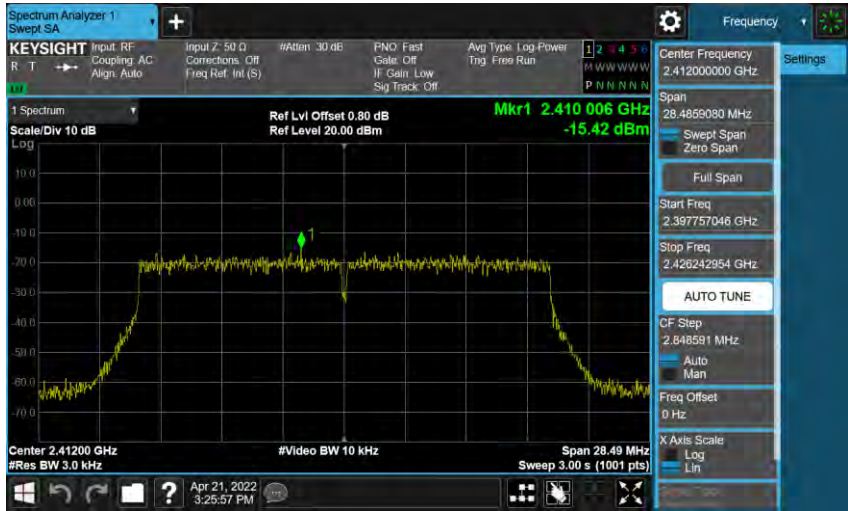 Spectrum Analyzer 1
Swept SA
+
Frequency
KEYSIGHT
R T
Input: RF
Coupling: AC
Align: Auto
Input Z: 50 Ω
Corrections: Off
Freq Ref: Int (S)
#Atten: 30 dB
PNO: Fast
Gate: Off
IF Gain: Low
Sig Track: Off
Avg Type: Log-Power
Trig: Free Run
1 2 3 4 5 6
M W W W W W
P N N N N N
1 Spectrum
Scale/Div 10 dB
Log
Ref Lvl Offset 0.80 dB
Ref Level 20.00 dBm
Mkr1 2.410 006 GHz
-15.42 dBm
1
10.0
0.00
-10.0
-20.0
-30.0
-40.0
-50.0
-60.0
-70.0
Center 2.41200 GHz
#Res BW 3.0 kHz
#Video BW 10 kHz
Span 28.49 MHz
Sweep 3.00 s (1001 pts)
?
Apr 21, 2022
3:25:57 PM
Center Frequency
2.412000000 GHz
Settings
Span
28.4859080 MHz
Swept Span
Zero Span
Full Span
Start Freq
2.397757046 GHz
Stop Freq
2.426242954 GHz
AUTO TUNE
CF Step
2.848591 MHz
Auto
Man
Freq Offset
0 Hz
X Axis Scale
Log
Lin